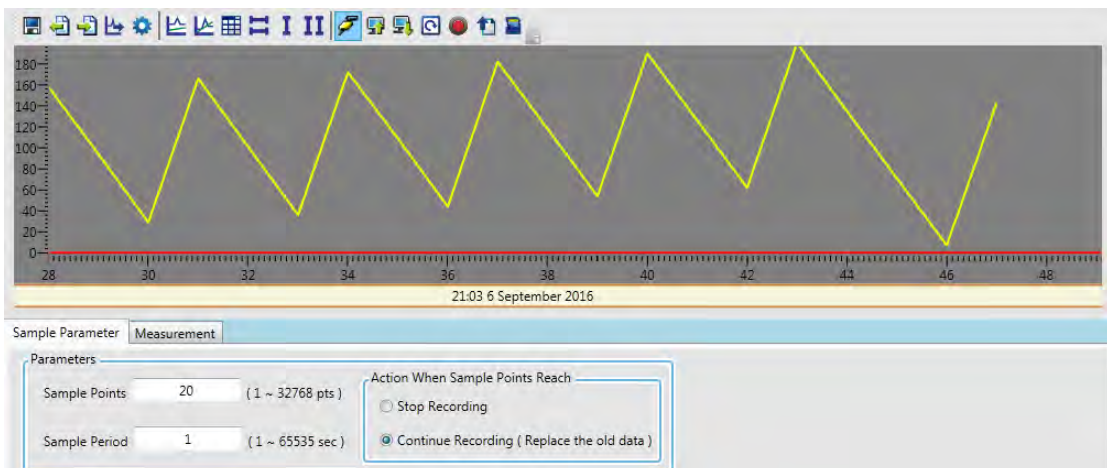 180
160
140
120
100
80
60
40
20
0
28 30 32 34 36 38 40 42 44 46 48
21:03 6 September 2016
Sample Parameter Measurement
Parameters
Sample Points 20 ( 1 ~ 32768 pts )
Action When Sample Points Reach
Stop Recording
Sample Period 1 ( 1 ~ 65535 sec )
Continue Recording ( Replace the old data )